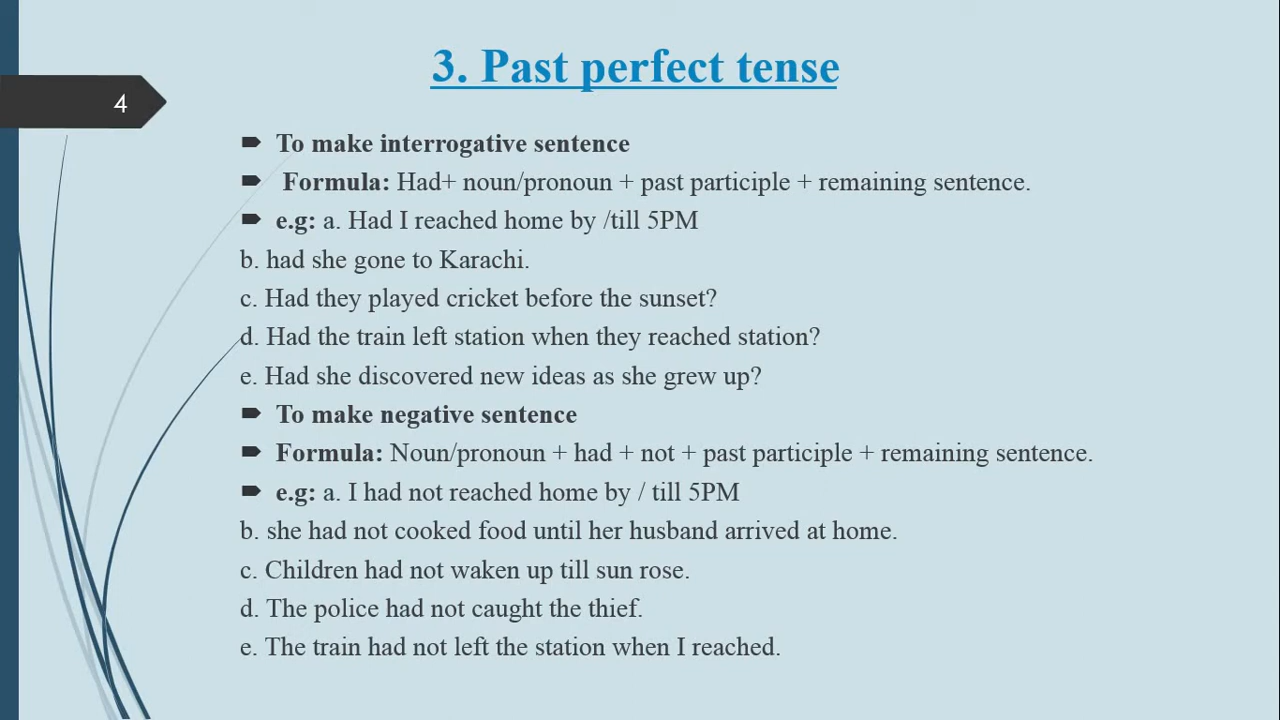 3. Past perfect tense
4
To make interrogative sentence
Formula: Had+ noun/pronoun + past participle + remaining sentence.
e.g: a. Had I reached home by /till 5PM
b. had she gone to Karachi.
c. Had they played cricket before the sunset?
d. Had the train left station when they reached station?
e. Had she discovered new ideas as she grew up?
To make negative sentence
Formula: Noun/pronoun + had + not + past participle + remaining sentence.
e.g: a. I had not reached home by / till 5PM
b. she had not cooked food until her husband arrived at home.
c. Children had not waken up till sun rose.
d. The police had not caught the thief.
e. The train had not left the station when I reached.